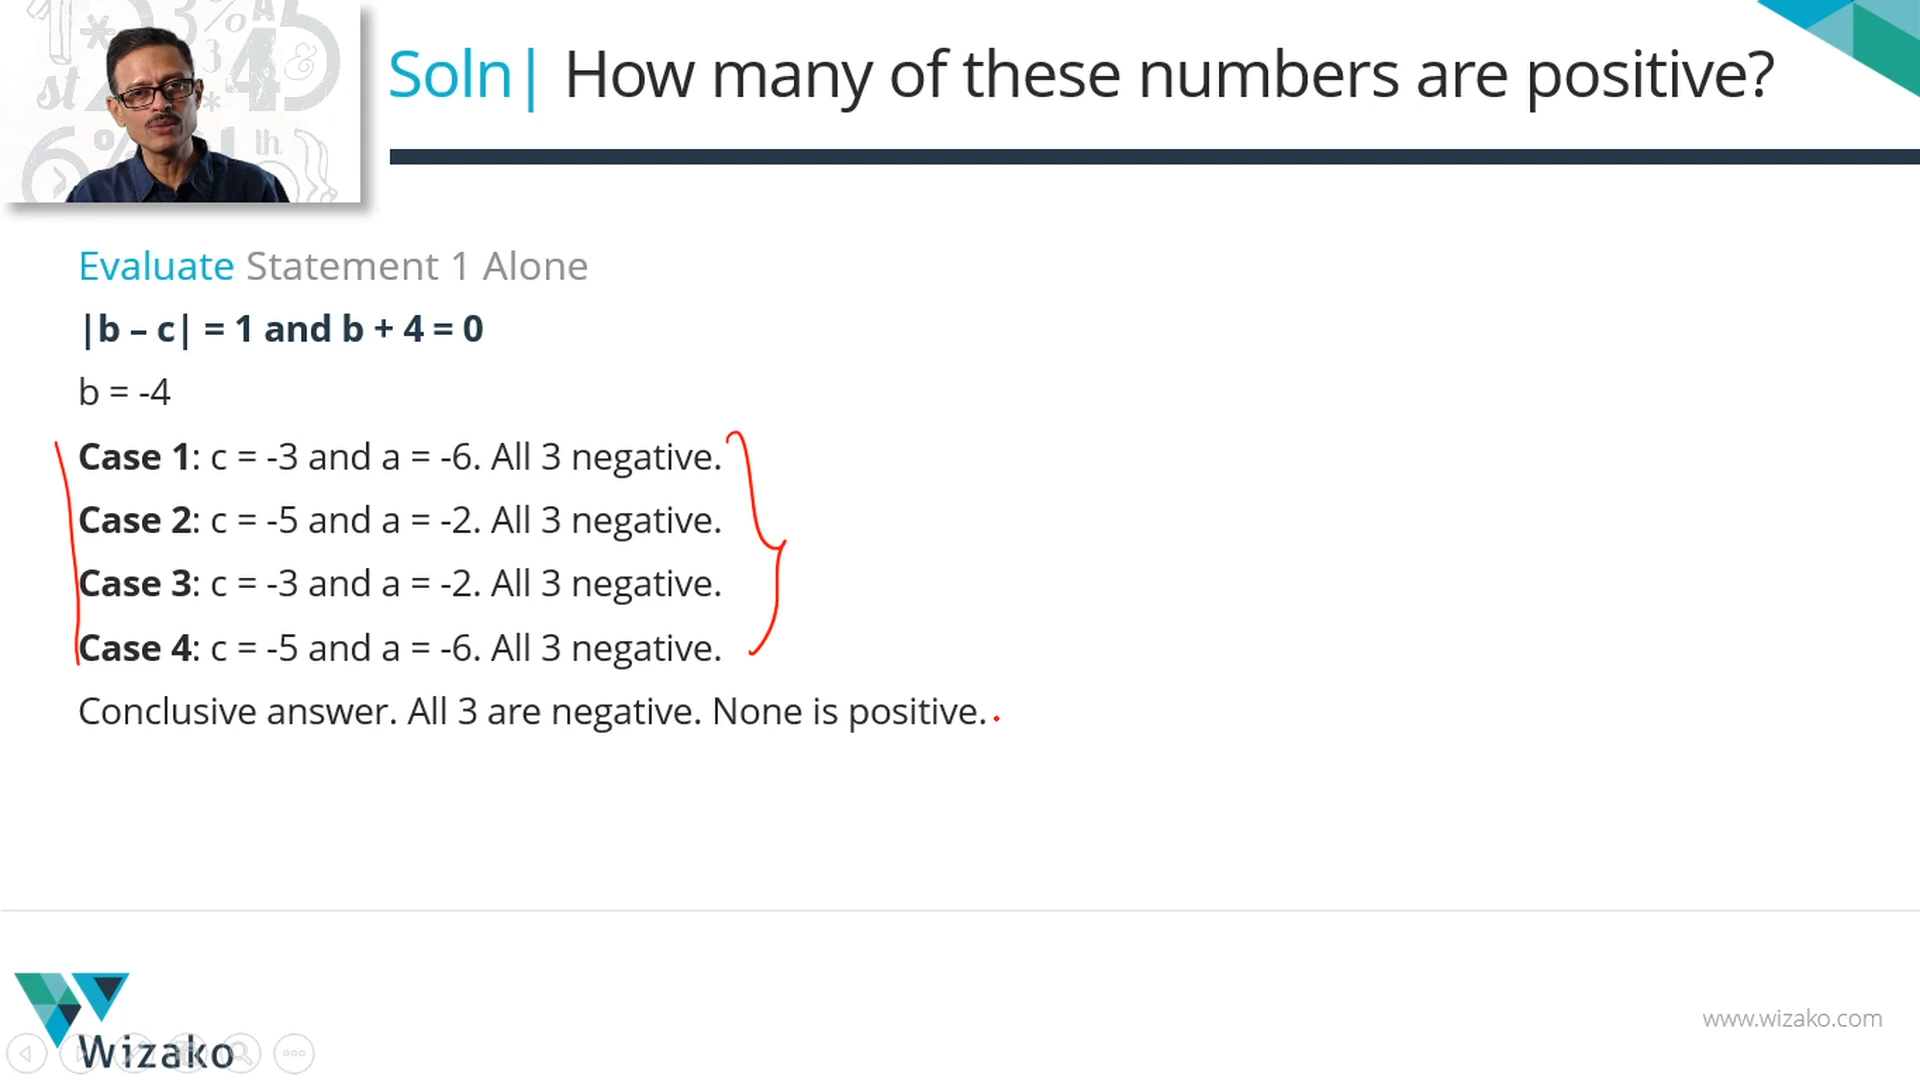 Soln| How many of these numbers are positive?
Evaluate Statement 1 Alone
|b – c| = 1 and b + 4 = 0
b = -4
Case 1: c = -3 and a = -6. All 3 negative.
Case 2: c = -5 and a = -2. All 3 negative.
Case 3: c = -3 and a = -2. All 3 negative.
Case 4: c = -5 and a = -6. All 3 negative.
Conclusive answer. All 3 are negative. None is positive.
Wizako
www.wizako.com